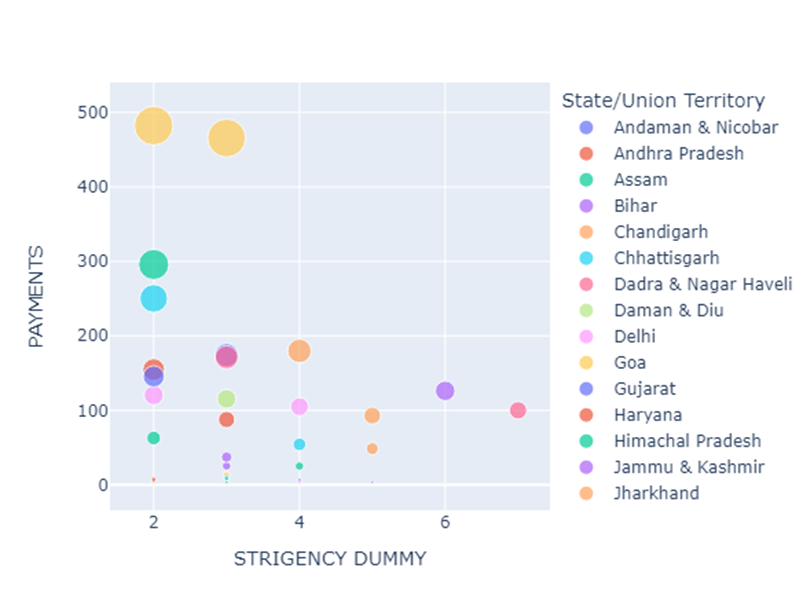 500
400
300
200
100
0
PAYMENTS
2
4
6
STRIGENCY DUMMY
State/Union Territory
Andaman & Nicobar
Andhra Pradesh
Assam
Bihar
Chandigarh
Chhattisgarh
Dadra & Nagar Haveli
Daman & Diu
Delhi
Goa
Gujarat
Haryana
Himachal Pradesh
Jammu & Kashmir
Jharkhand